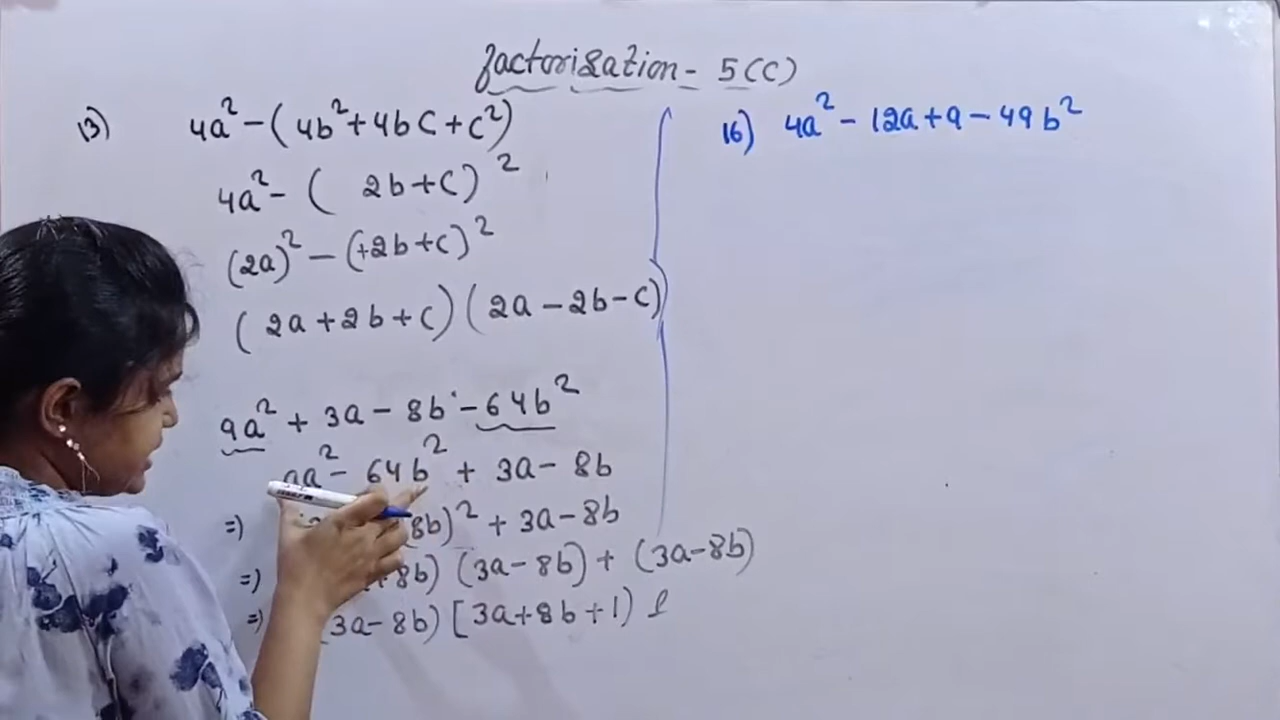 Factorisation - 5(C)
13) 4a² - (4b² + 4bc + c²)
4a² - ( 2b + c)²
(2a)² - (+2b + c)²
(2a + 2b + c) (2a - 2b - c)
9a² + 3a - 8b - 64b²
9a² - 64b² + 3a - 8b
=) 8b)² + 3a - 8b
=) +8b) (3a - 8b) + (3a - 8b)
=) (3a - 8b) [3a + 8b + 1)
16) 4a² - 12a + 9 - 49b²